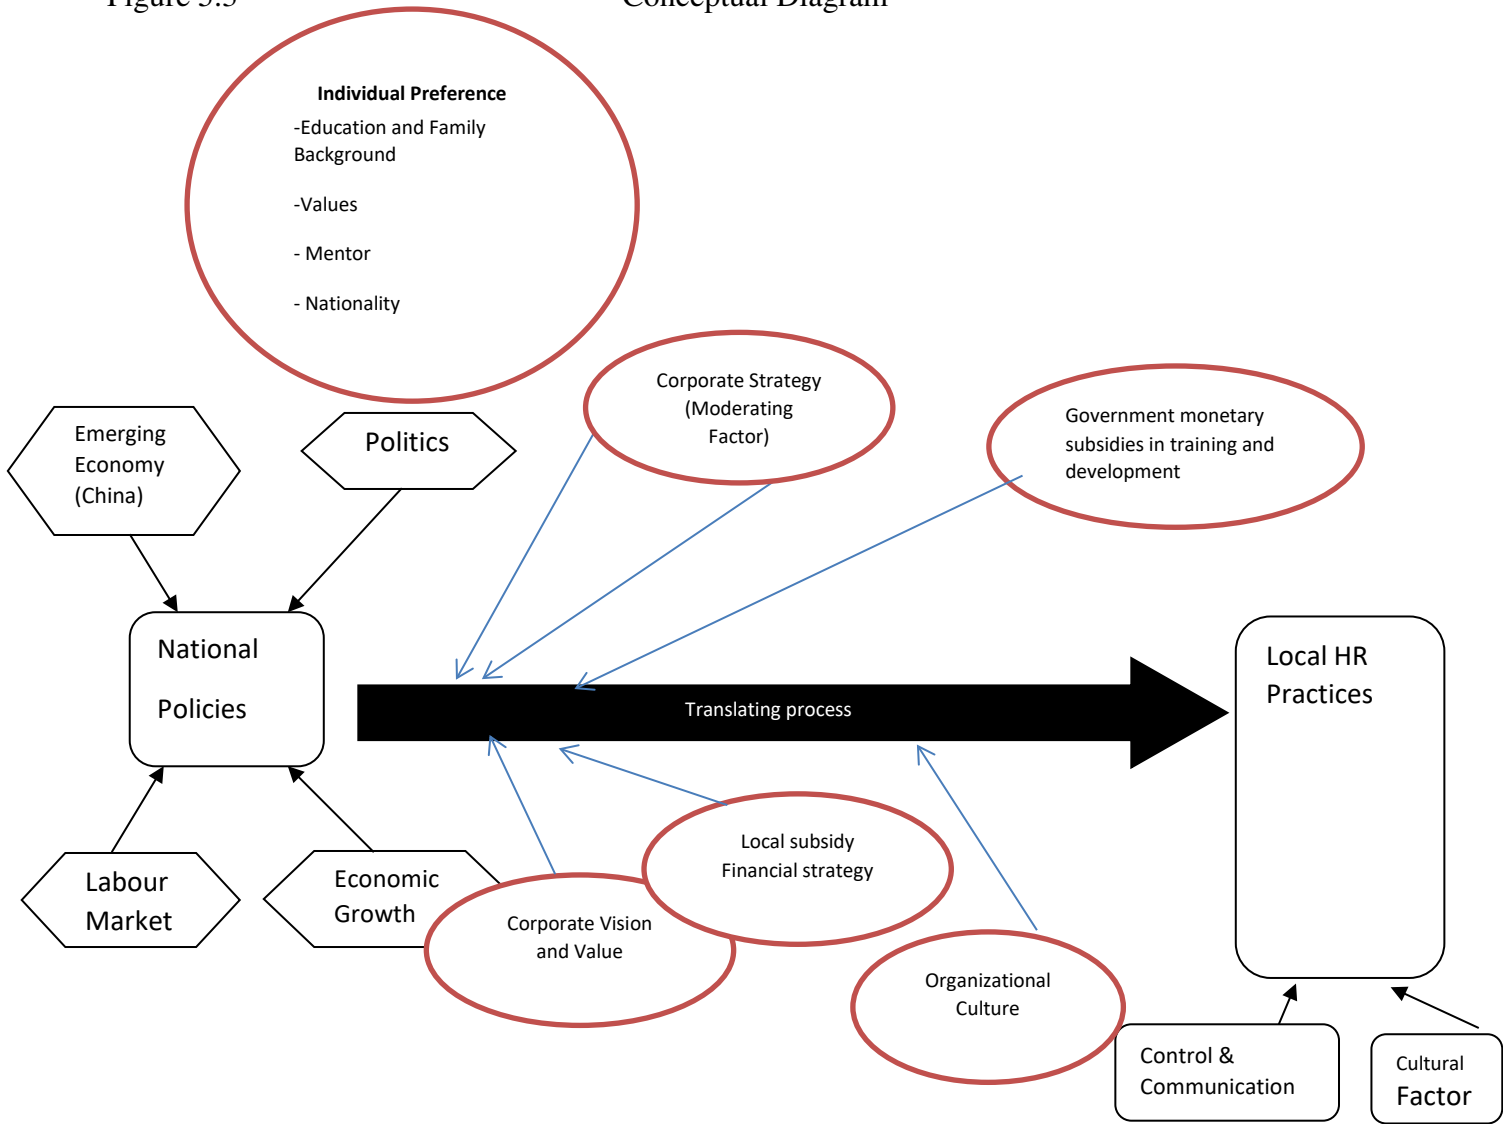 Figure 5.3 Conceptual Diagram
Individual Preference
-Education and Family
Background
-Values
- Mentor
- Nationality
Corporate Strategy
(Moderating
Factor)
Government monetary
subsidies in training and
development
Emerging
Economy
(China)
Politics
National
Policies
Translating process
Local HR
Practices
Labour
Market
Economic
Growth
Corporate Vision
and Value
Local subsidy
Financial strategy
Organizational
Culture
Control &
Communication
Cultural
Factor